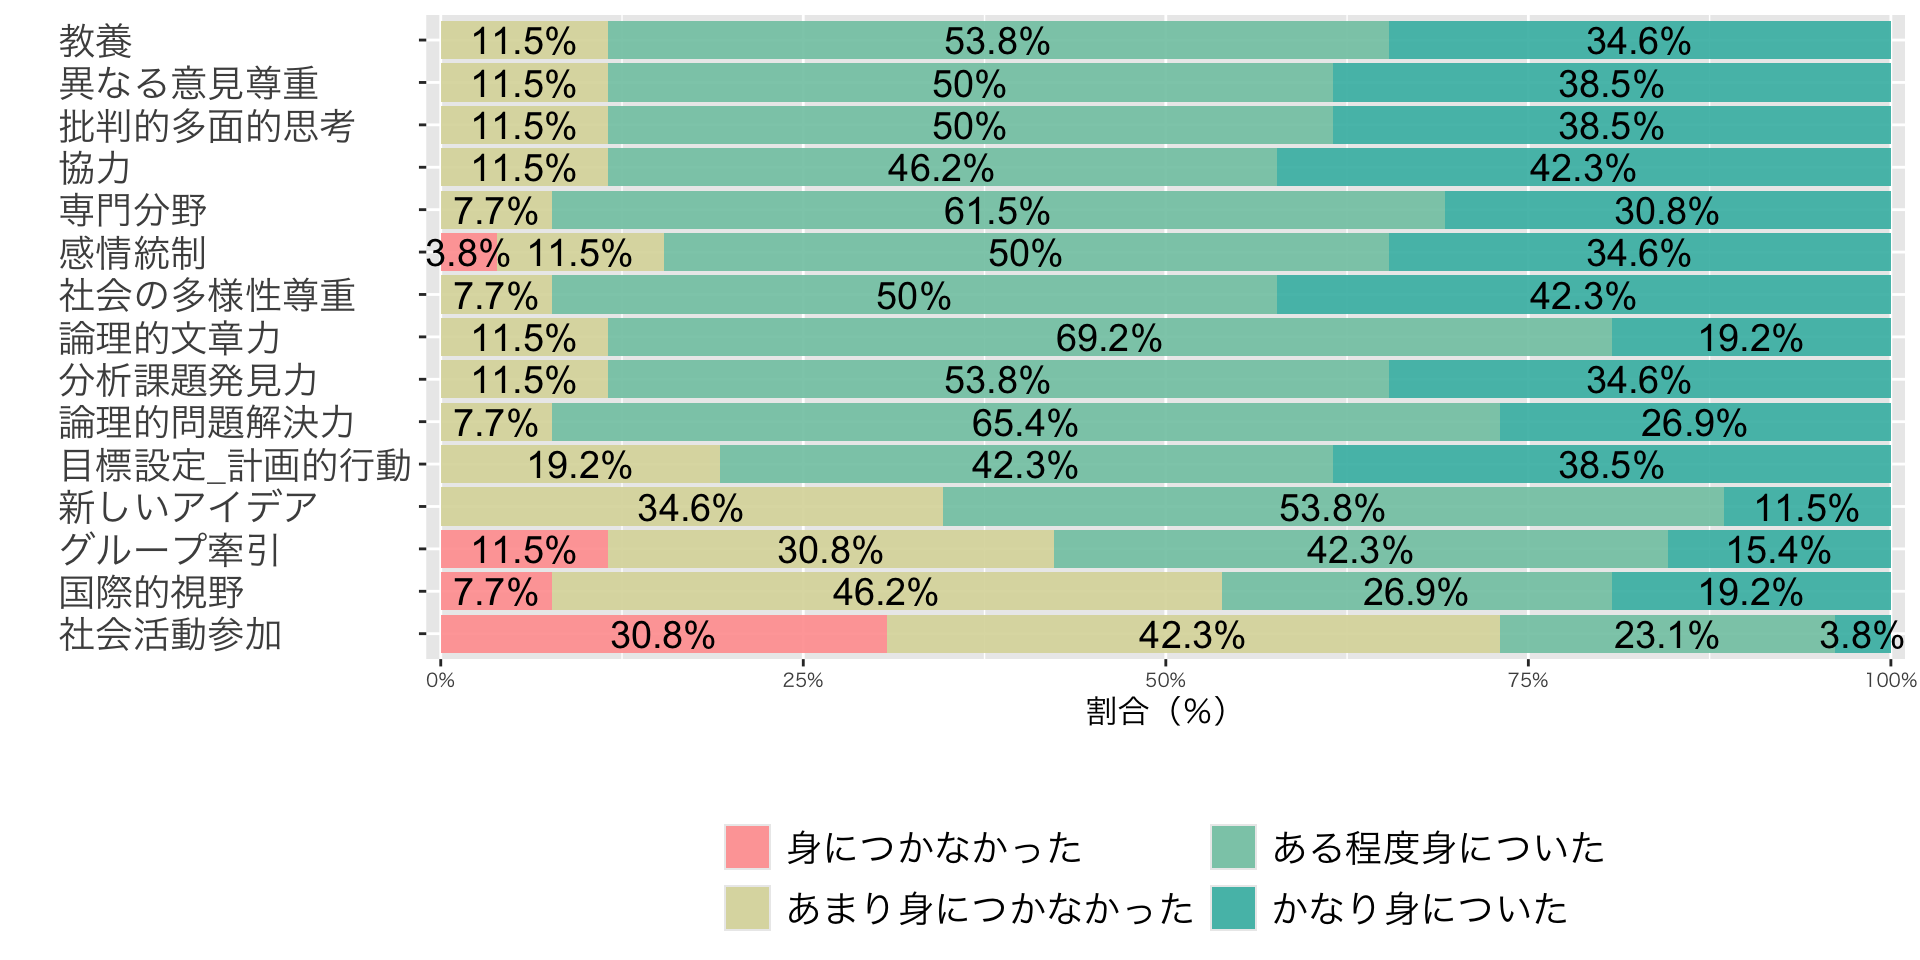 教養 11.5% 53.8% 34.6%
異なる意見尊重 11.5% 50% 38.5%
批判的多面的思考 11.5% 50% 38.5%
協力 11.5% 46.2% 42.3%
専門分野 7.7% 61.5% 30.8%
感情統制 3.8% 11.5% 50% 34.6%
社会の多様性尊重 7.7% 50% 42.3%
論理的文章力 11.5% 69.2% 19.2%
分析課題発見力 11.5% 53.8% 34.6%
論理的問題解決力 7.7% 65.4% 26.9%
目標設定_計画的行動 19.2% 42.3% 38.5%
新しいアイデア 34.6% 53.8% 11.5%
グループ牽引 11.5% 30.8% 42.3% 15.4%
国際的視野 7.7% 46.2% 26.9% 19.2%
社会活動参加 30.8% 42.3% 23.1% 3.8%
0% 25% 50% 75% 100%
割合（%）
身につかなかった ある程度身についた
あまり身につかなかった かなり身についた